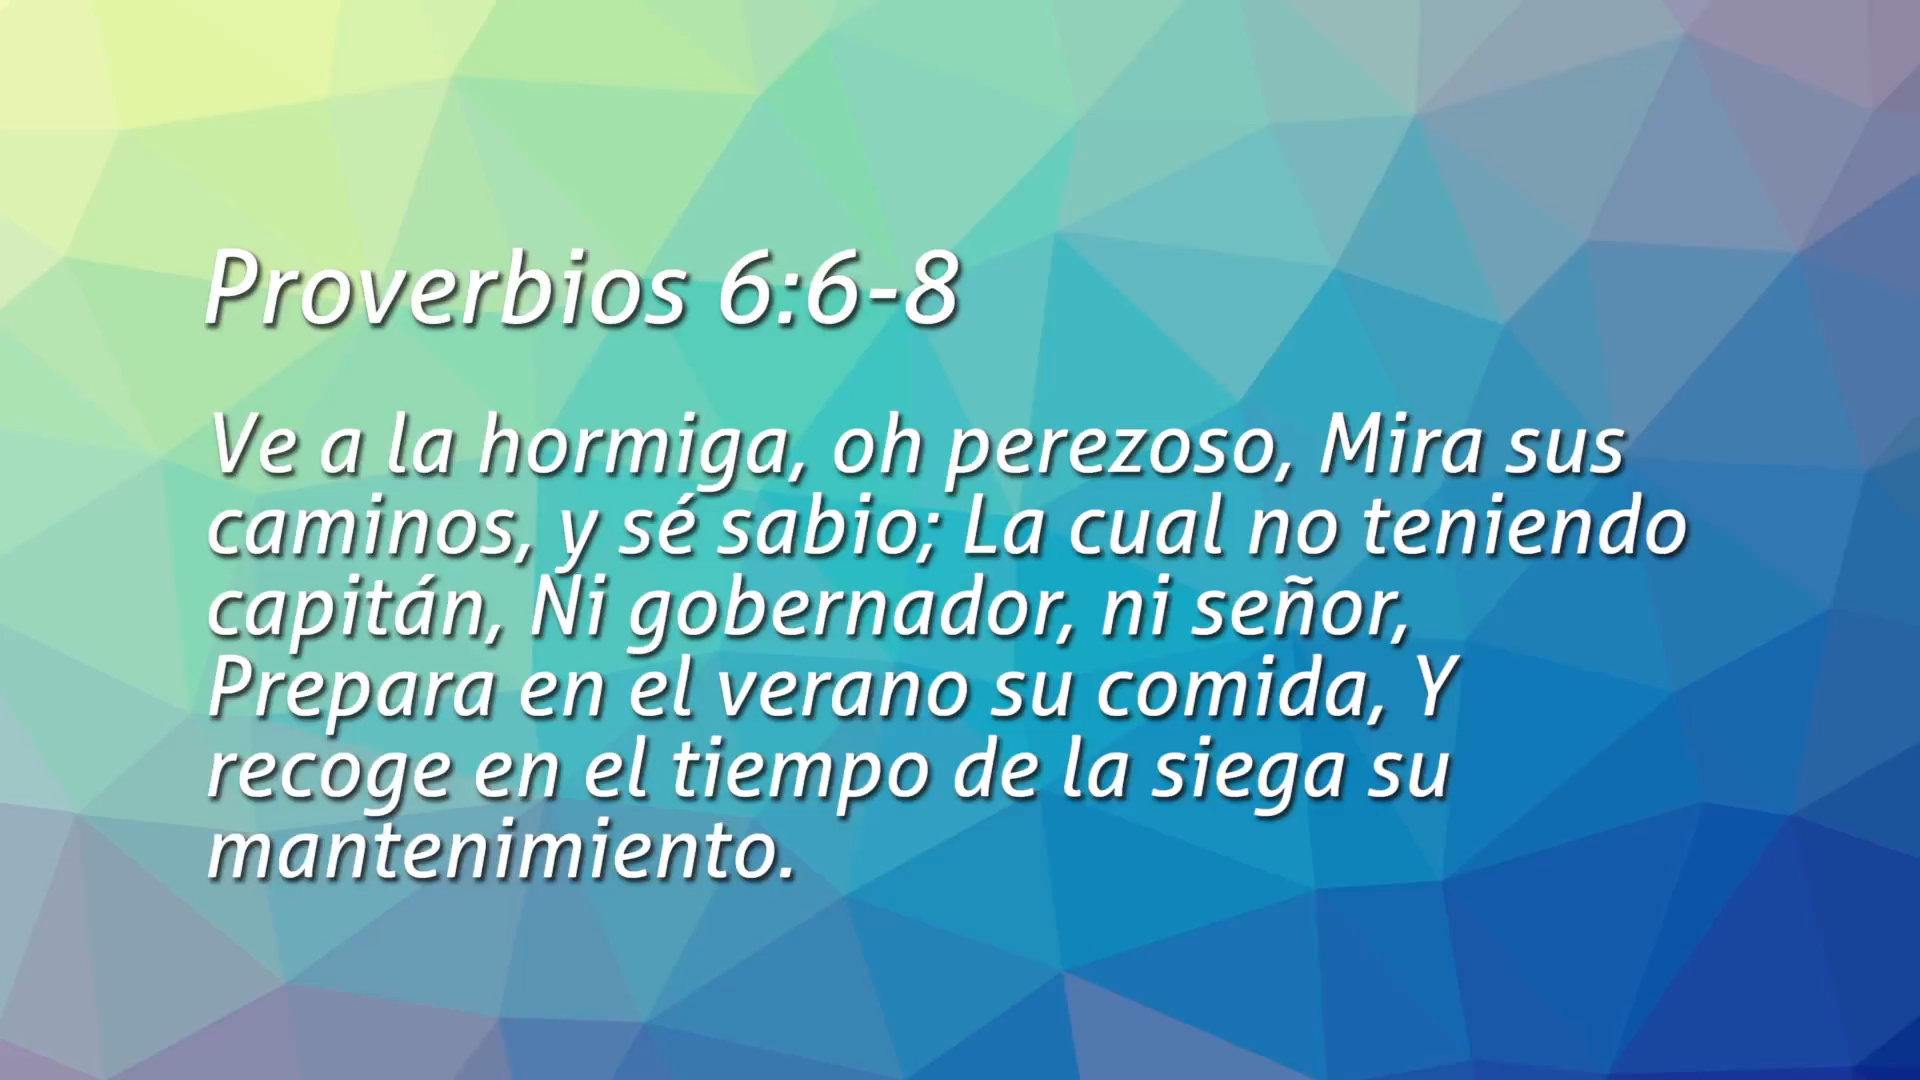 Proverbios 6:6-8
Ve a la hormiga, oh perezoso, Mira sus
caminos, y sé sabio; La cual no teniendo
capitán, Ni gobernador, ni señor,
Prepara en el verano su comida, Y
recoge en el tiempo de la siega su
mantenimiento.